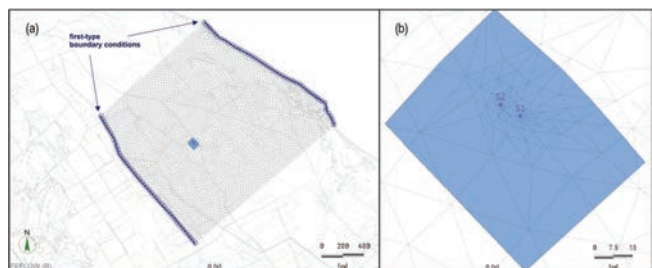 (a)
first-type
boundary conditions
N
0 200 400
(b)
S2
S1
0 7.5 15